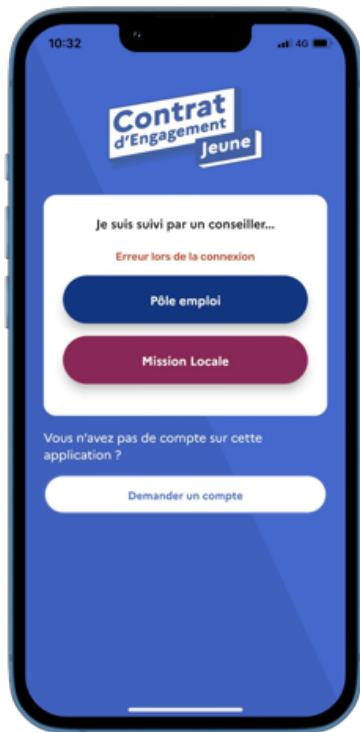 10:32
4G
Contrat
d'Engagement
Jeune
Je suis suivi par un conseiller...
Erreur lors de la connexion
Pôle emploi
Mission Locale
Vous n'avez pas de compte sur cette
application ?
Demander un compte